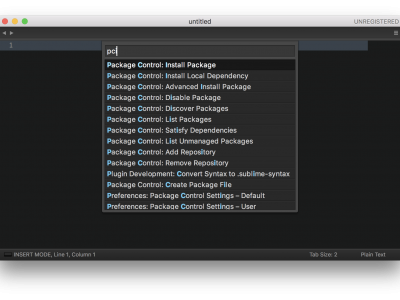 untitled
UNREGISTERED
pc
1
Package Control: Install Package
Package Control: Install Local Dependency
Package Control: Advanced Install Package
Package Control: Disable Package
Package Control: Discover Packages
Package Control: List Packages
Package Control: Satisfy Dependencies
Package Control: List Unmanaged Packages
Package Control: Add Repository
Package Control: Remove Repository
Plugin Development: Convert Syntax to .sublime-syntax
Package Control: Create Package File
Preferences: Package Control Settings – Default
Preferences: Package Control Settings – User
INSERT MODE, Line 1, Column 1
Tab Size: 2
Plain Text